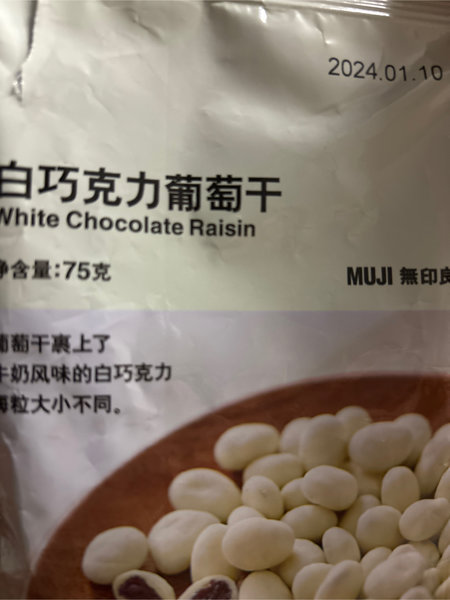 2024.01.10
白巧克力葡萄干
White Chocolate Raisin
净含量:75克
MUJI 無印良
葡萄干裹上了
牛奶风味的白巧克力
每粒大小不同。